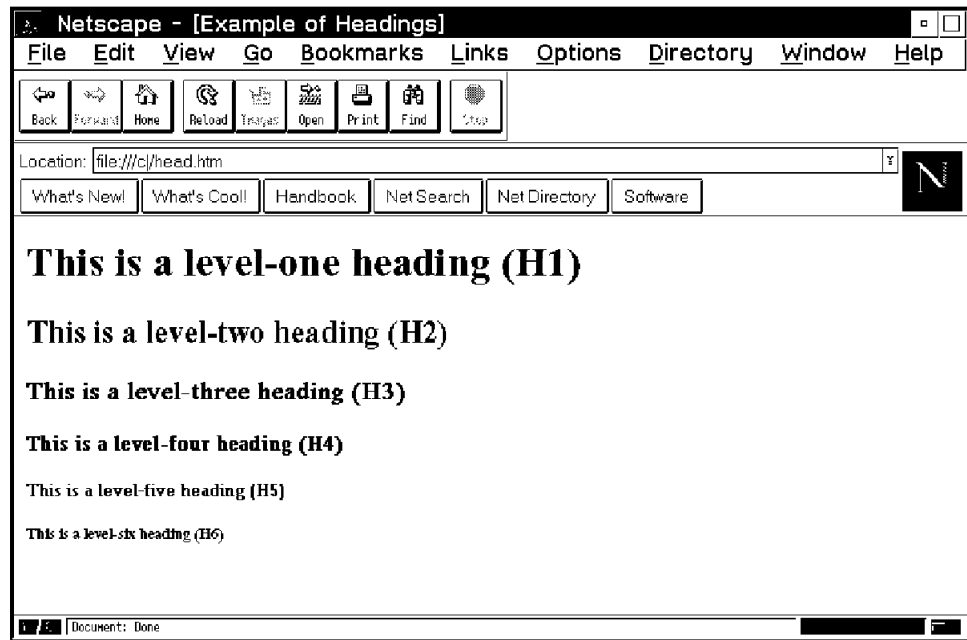 Netscape - [Example of Headings]
File Edit View Go Bookmarks Links Options Directory Window Help
Back Forward Home Reload Images Open Print Find Stop
Location: file:///c|/head.htm
N
What's New! What's Cool! Handbook Net Search Net Directory Software
This is a level-one heading (H1)
This is a level-two heading (H2)
This is a level-three heading (H3)
This is a level-four heading (H4)
This is a level-five heading (H5)
This is a level-six heading (H6)
Document: Done